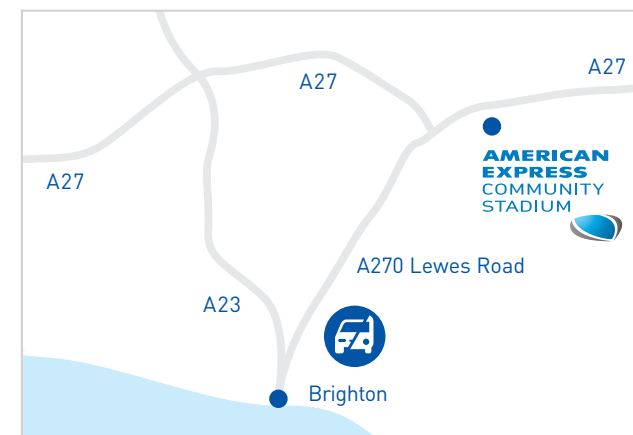 A27
A27
A27
AMERICAN
EXPRESS
COMMUNITY
STADIUM
A270 Lewes Road
A23
Brighton